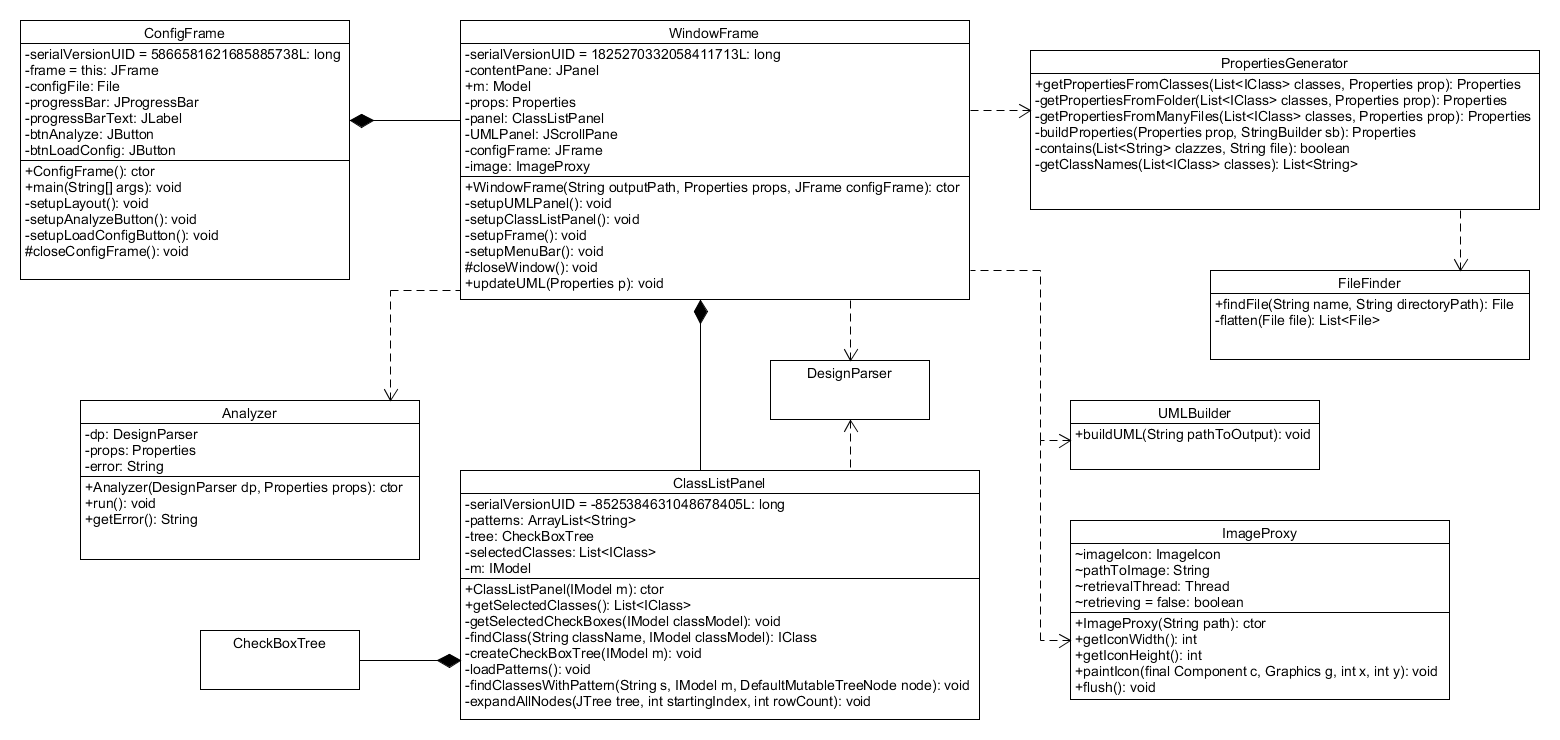 ConfigFrame
-serialVersionUID = 5866581621685885738L: long
-frame = this: JFrame
-configFile: File
-progressBar: JProgressBar
-progressBarText: JLabel
-btnAnalyze: JButton
-btnLoadConfig: JButton
+ConfigFrame(): ctor
+main(String[] args): void
-setupLayout(): void
-setupAnalyzeButton(): void
-setupLoadConfigButton(): void
#closeConfigFrame(): void
WindowFrame
-serialVersionUID = 1825270332058411713L: long
-contentPane: JPanel
+m: Model
-props: Properties
-panel: ClassListPanel
-UMLPanel: JScrollPane
-configFrame: JFrame
-image: ImageProxy
+WindowFrame(String outputPath, Properties props, JFrame configFrame): ctor
-setupUMLPanel(): void
-setupClassListPanel(): void
-setupFrame(): void
-setupMenuBar(): void
#closeWindow(): void
+updateUML(Properties p): void
PropertiesGenerator
+getPropertiesFromClasses(List<IClass> classes, Properties prop): Properties
-getPropertiesFromFolder(List<IClass> classes, Properties prop): Properties
-getPropertiesFromManyFiles(List<IClass> classes, Properties prop): Properties
-buildProperties(Properties prop, StringBuilder sb): Properties
-contains(List<String> clazzes, String file): boolean
-getClassNames(List<IClass> classes): List<String>
FileFinder
+findFile(String name, String directoryPath): File
-flatten(File file): List<File>
DesignParser
Analyzer
-dp: DesignParser
-props: Properties
-error: String
+Analyzer(DesignParser dp, Properties props): ctor
+run(): void
+getError(): String
UMLBuilder
+buildUML(String pathToOutput): void
ClassListPanel
-serialVersionUID = -8525384631048678405L: long
-patterns: ArrayList<String>
-tree: CheckBoxTree
-selectedClasses: List<IClass>
-m: IModel
+ClassListPanel(IModel m): ctor
+getSelectedClasses(): List<IClass>
-getSelectedCheckBoxes(IModel classModel): void
-findClass(String className, IModel classModel): IClass
-createCheckBoxTree(IModel m): void
-loadPatterns(): void
-findClassesWithPattern(String s, IModel m, DefaultMutableTreeNode node): void
-expandAllNodes(JTree tree, int startingIndex, int rowCount): void
ImageProxy
~imageIcon: ImageIcon
~pathToImage: String
~retrievalThread: Thread
~retrieving = false: boolean
+ImageProxy(String path): ctor
+getIconWidth(): int
+getIconHeight(): int
+paintIcon(final Component c, Graphics g, int x, int y): void
+flush(): void
CheckBoxTree